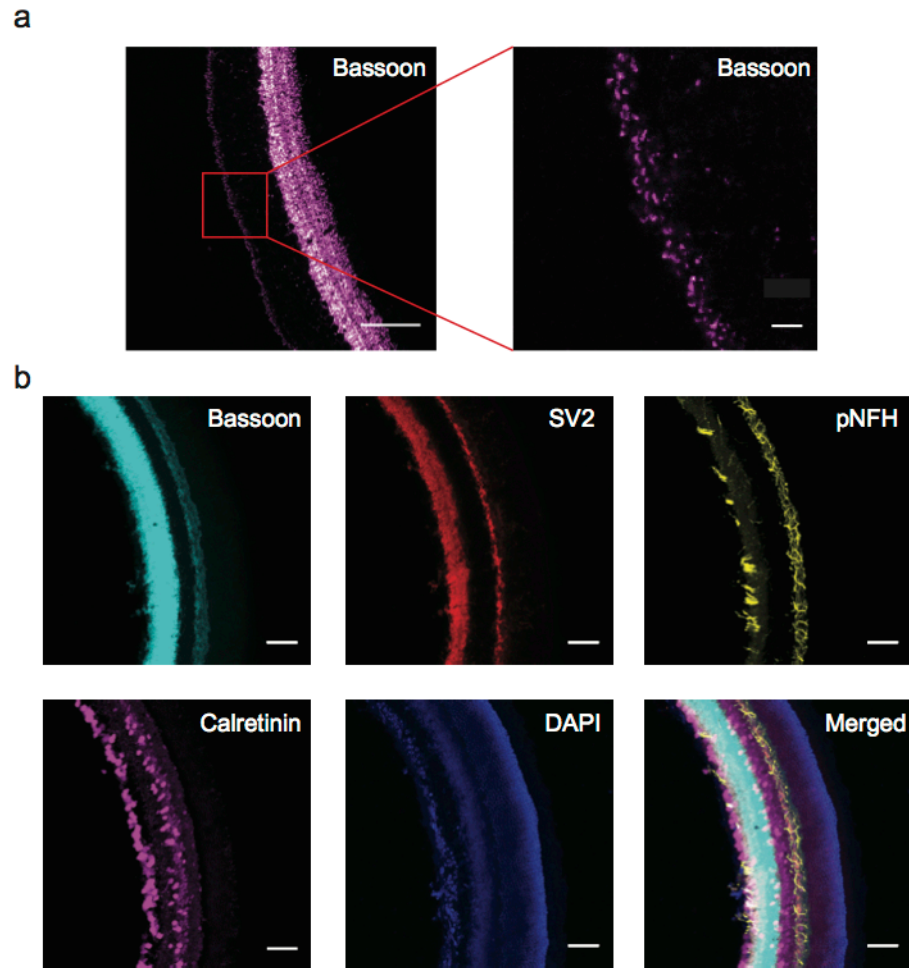 a
Bassoon
Bassoon
b
Bassoon
SV2
pNFH
Calretinin
DAPI
Merged